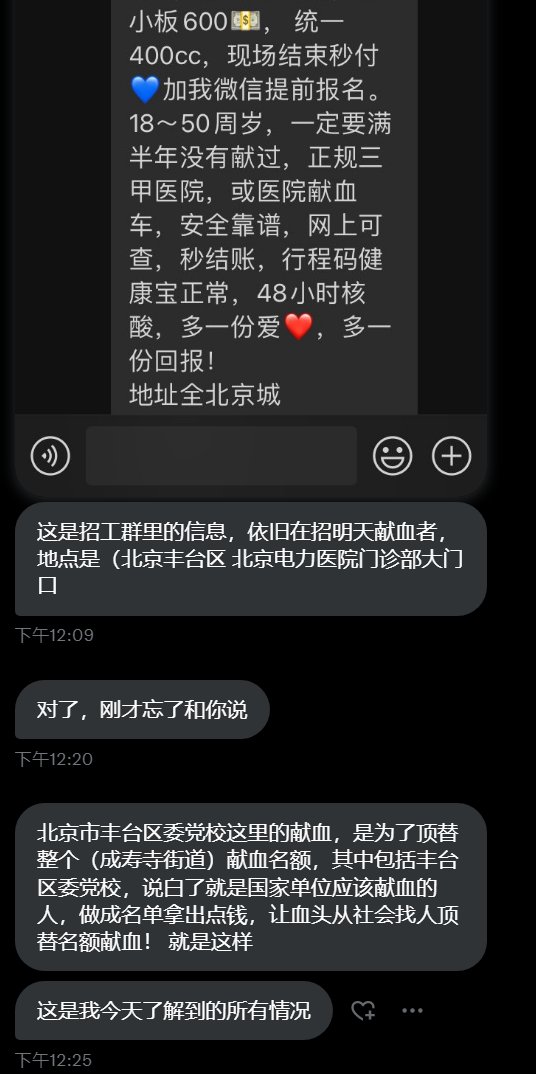 小板600💵， 统一
400cc，现场结束秒付
💙加我微信提前报名。
18～50周岁，一定要满
半年没有献过，正规三
甲医院，或医院献血
车，安全靠谱，网上可
查，秒结账，行程码健
康宝正常，48小时核
酸，多一份爱❤️，多一
份回报！
地址全北京城
这是招工群里的信息，依旧在招明天献血者，
地点是（北京丰台区 北京电力医院门诊部大门
口
下午12:09
对了，刚才忘了和你说
下午12:20
北京市丰台区委党校这里的献血，是为了顶替
整个（成寿寺街道）献血名额，其中包括丰台
区委党校，说白了就是国家单位应该献血的
人，做成名单拿出点钱，让血头从社会找人顶
替名额献血！ 就是这样
这是我今天了解到的所有情况
下午12:25